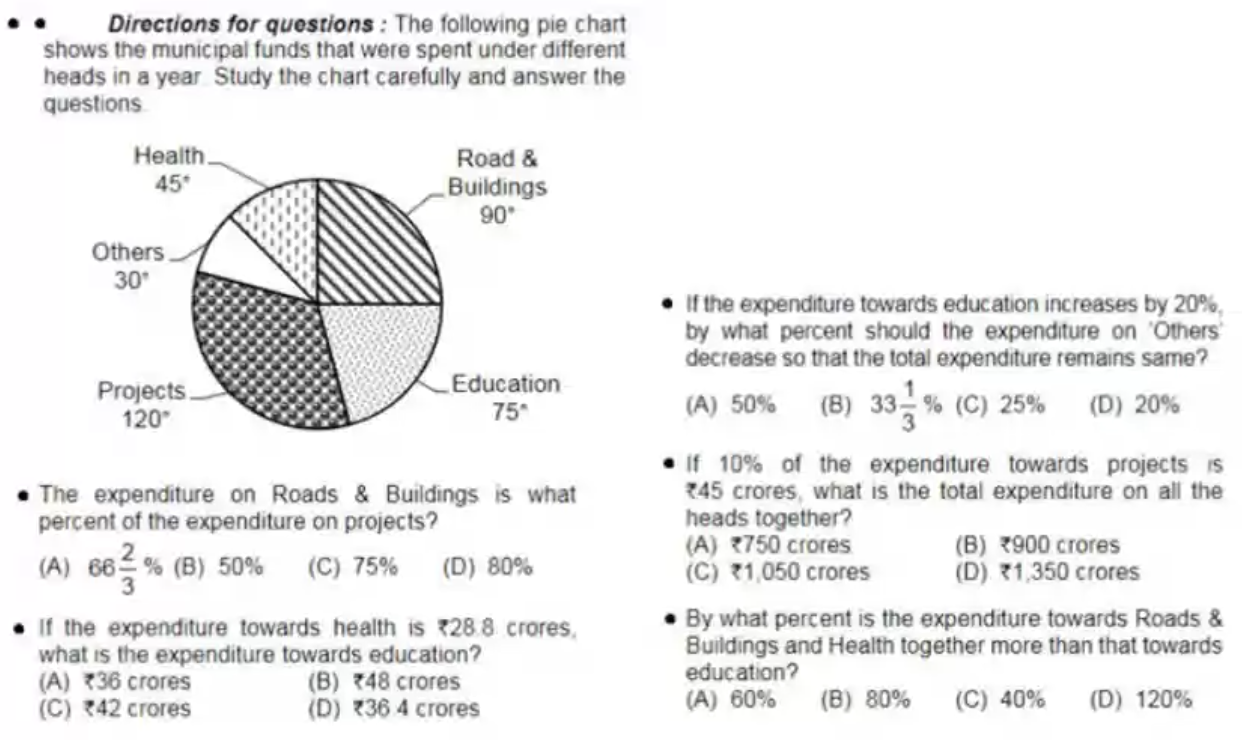 • • Directions for questions : The following pie chart
shows the municipal funds that were spent under different
heads in a year. Study the chart carefully and answer the
questions.
Health
45°
Road &
Buildings
90°
Others
30°
Projects
120°
Education
75°
• The expenditure on Roads & Buildings is what
percent of the expenditure on projects?
(A) 66 2/3 % (B) 50% (C) 75% (D) 80%
• If the expenditure towards health is ₹28.8 crores,
what is the expenditure towards education?
(A) ₹36 crores (B) ₹48 crores
(C) ₹42 crores (D) ₹36.4 crores
• If the expenditure towards education increases by 20%,
by what percent should the expenditure on 'Others'
decrease so that the total expenditure remains same?
(A) 50% (B) 33 1/3 % (C) 25% (D) 20%
• If 10% of the expenditure towards projects is
₹45 crores, what is the total expenditure on all the
heads together?
(A) ₹750 crores (B) ₹900 crores
(C) ₹1,050 crores (D) ₹1,350 crores
• By what percent is the expenditure towards Roads &
Buildings and Health together more than that towards
education?
(A) 60% (B) 80% (C) 40% (D) 120%